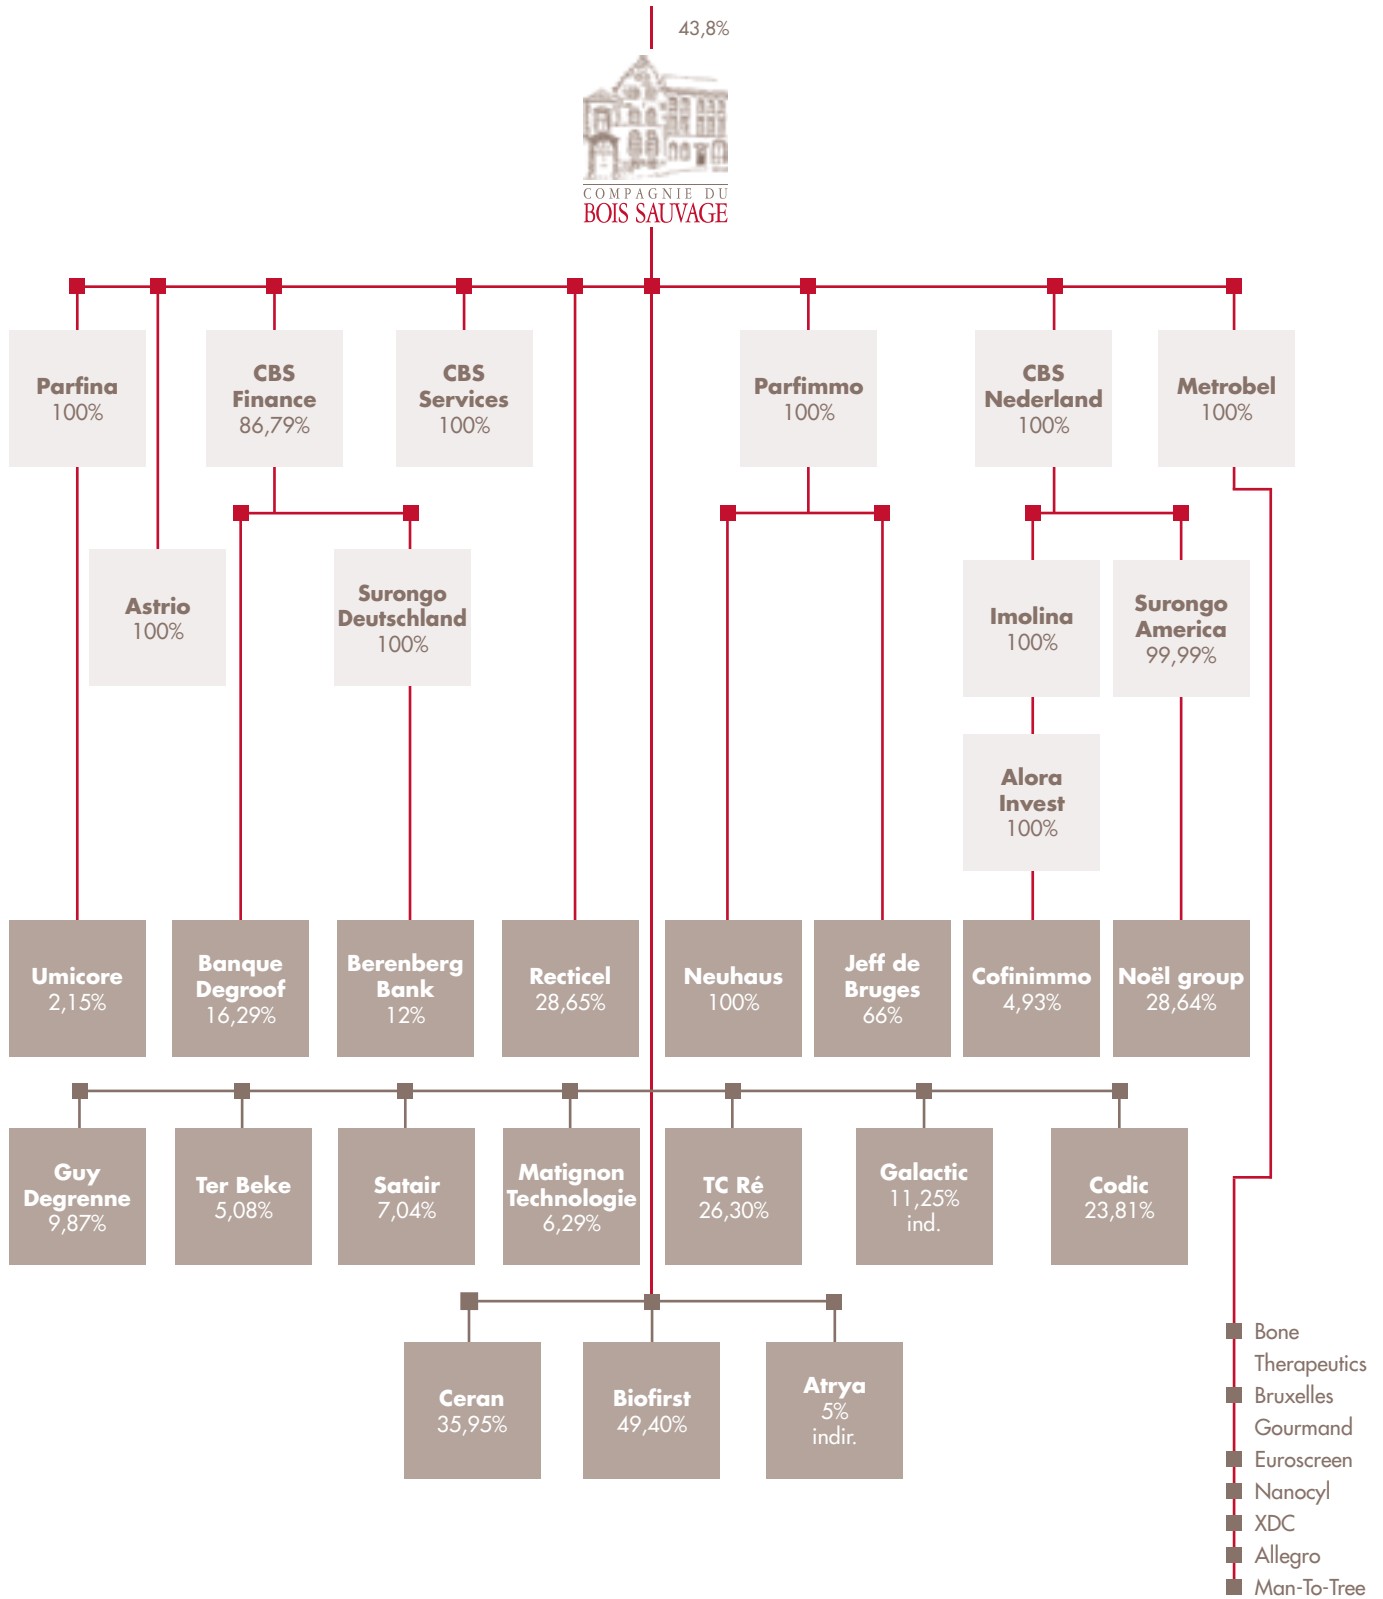 43,8%
COMPAGNIE DU
BOIS SAUVAGE
Parfina
100%
CBS
Finance
86,79%
CBS
Services
100%
Parfimmo
100%
CBS
Nederland
100%
Metrobel
100%
Astrio
100%
Surongo
Deutschland
100%
Imolina
100%
Surongo
America
99,99%
Alora
Invest
100%
Umicore
2,15%
Banque
Degroof
16,29%
Berenberg
Bank
12%
Recticel
28,65%
Neuhaus
100%
Jeff de
Bruges
66%
Cofinimmo
4,93%
Noël group
28,64%
Guy
Degrenne
9,87%
Ter Beke
5,08%
Satair
7,04%
Matignon
Technologie
6,29%
TC Ré
26,30%
Galactic
11,25%
ind.
Codic
23,81%
Ceran
35,95%
Biofirst
49,40%
Atrya
5%
indir.
Bone
Therapeutics
Bruxelles
Gourmand
Euroscreen
Nanocyl
XDC
Allegro
Man-To-Tree